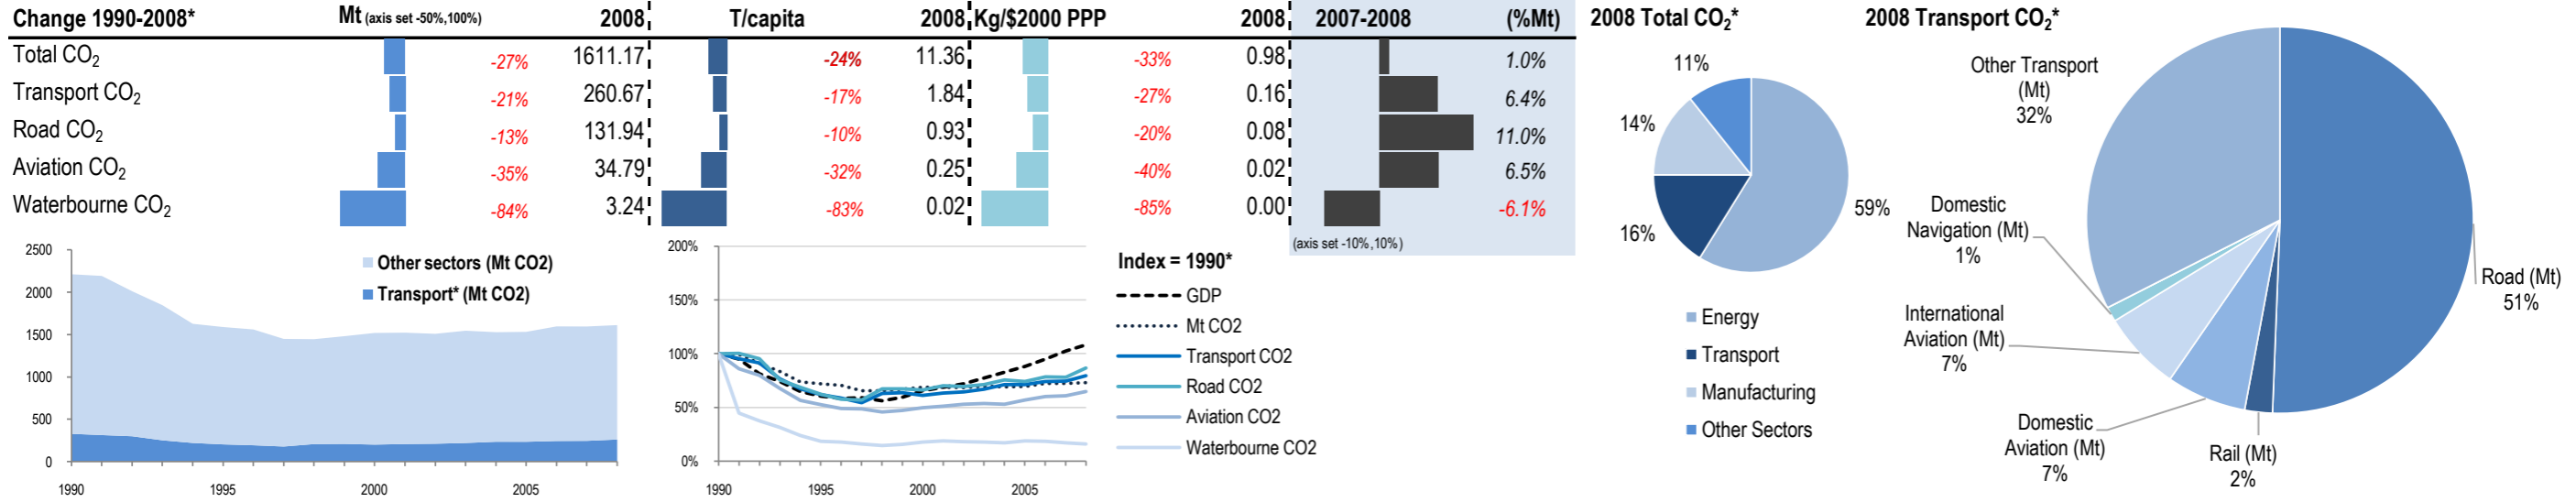 Change 1990-2008* Mt (axis set -50%,100%) 2008 T/capita 2008 Kg/$2000 PPP 2008 2007-2008 (%Mt)
Total CO2 -27% 1611.17 -24% 11.36 -33% 0.98 1.0%
Transport CO2 -21% 260.67 -17% 1.84 -27% 0.16 6.4%
Road CO2 -13% 131.94 -10% 0.93 -20% 0.08 11.0%
Aviation CO2 -35% 34.79 -32% 0.25 -40% 0.02 6.5%
Waterbourne CO2 -84% 3.24 -83% 0.02 -85% 0.00 -6.1%
(axis set -10%,10%)
2500
2000
1500
1000
500
0
1990 1995 2000 2005
Other sectors (Mt CO2)
Transport* (Mt CO2)
200%
150%
100%
50%
0%
1990 1995 2000 2005
Index = 1990*
GDP
Mt CO2
Transport CO2
Road CO2
Aviation CO2
Waterbourne CO2
2008 Total CO2*
11%
14%
16%
59%
Energy
Transport
Manufacturing
Other Sectors
2008 Transport CO2*
Other Transport
(Mt)
32%
Domestic
Navigation (Mt)
1%
International
Aviation (Mt)
7%
Domestic
Aviation (Mt)
7%
Rail (Mt)
2%
Road (Mt)
51%